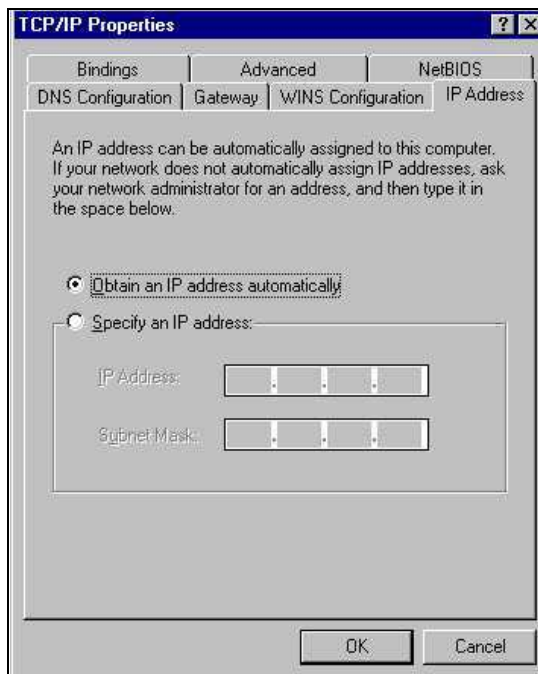 TCP/IP Properties
? X
Bindings Advanced NetBIOS
DNS Configuration Gateway WINS Configuration IP Address
An IP address can be automatically assigned to this computer.
If your network does not automatically assign IP addresses, ask
your network administrator for an address, and then type it in
the space below.
Obtain an IP address automatically
Specify an IP address:
IP Address: . . .
Subnet Mask: . . .
OK Cancel